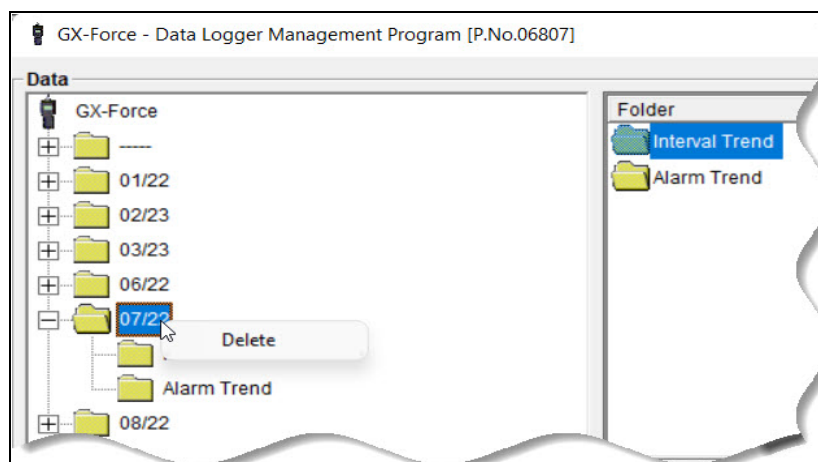 GX-Force - Data Logger Management Program [P.No.06807]
Data
GX-Force
-----
01/22
02/23
03/23
06/22
07/22
Delete
Alarm Trend
08/22
Folder
Interval Trend
Alarm Trend